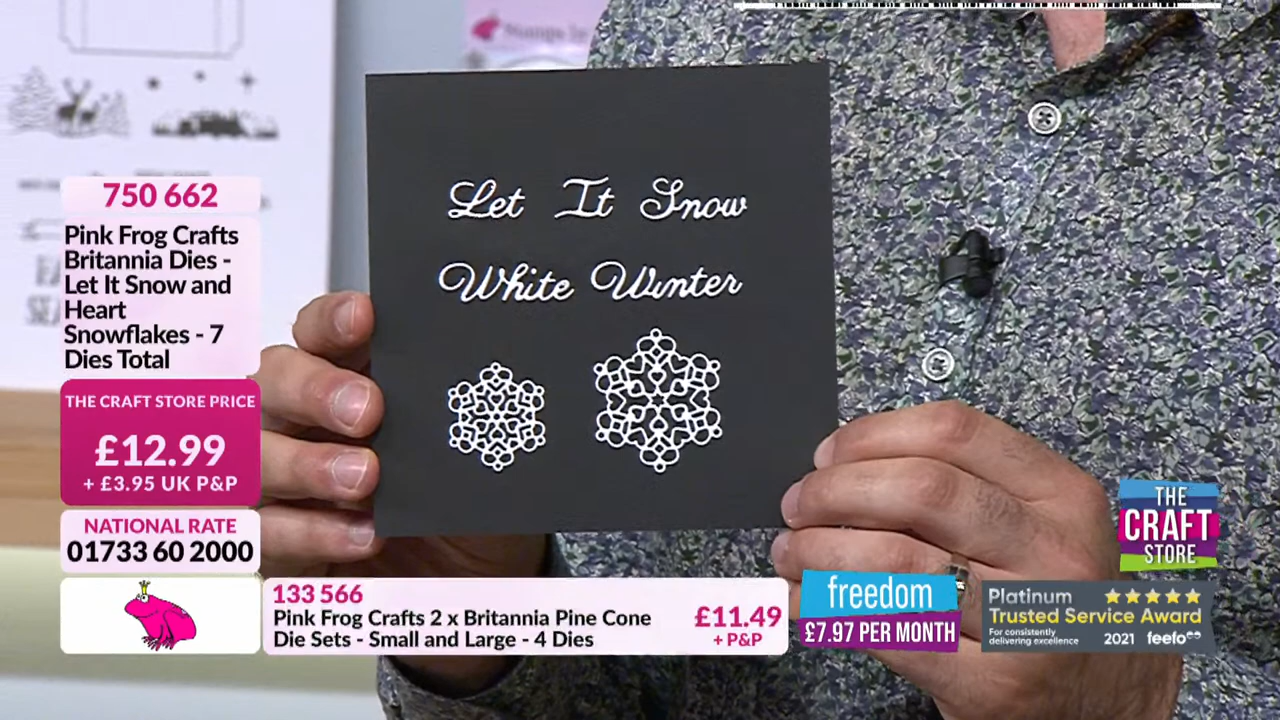 Let It Snow
White Winter
750 662
Pink Frog Crafts
Britannia Dies -
Let It Snow and
Heart
Snowflakes - 7
Dies Total
THE CRAFT STORE PRICE
£12.99
+ £3.95 UK P&P
NATIONAL RATE
01733 60 2000
133 566
Pink Frog Crafts 2 x Britannia Pine Cone
Die Sets - Small and Large - 4 Dies
£11.49
+ P&P
freedom
£7.97 PER MONTH
THE
CRAFT
STORE
Platinum
Trusted Service Award
For consistently
delivering excellence
2021 feefo